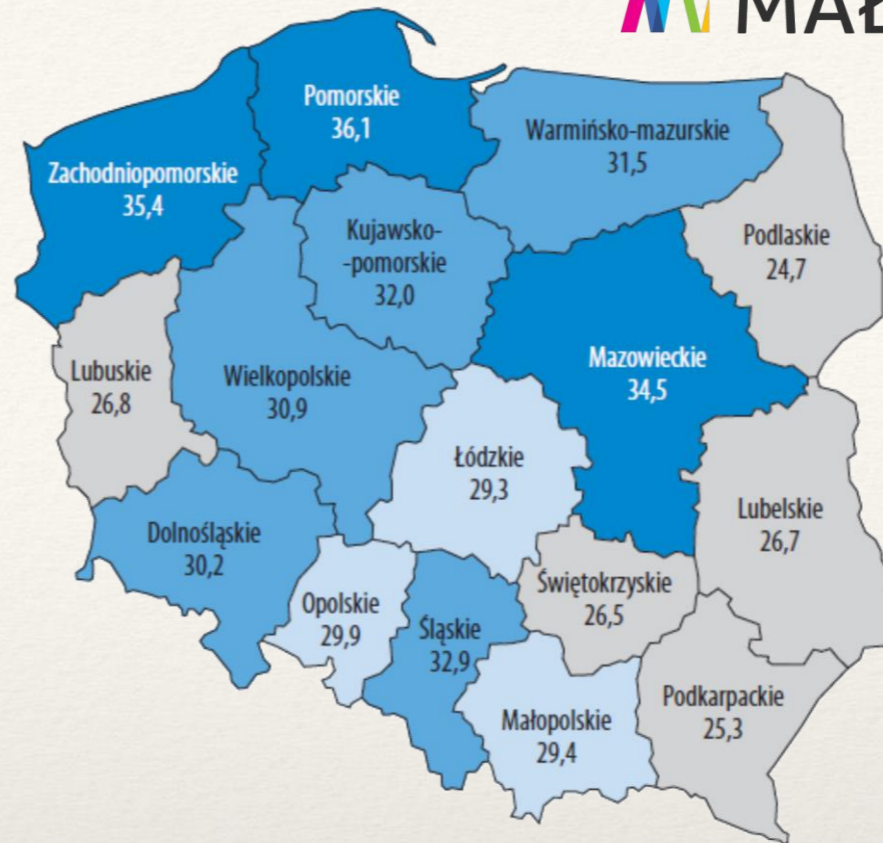 MAŁ
Pomorskie
36,1
Warmińsko-mazurskie
31,5
Zachodniopomorskie
35,4
Kujawsko-
-pomorskie
32,0
Podlaskie
24,7
Mazowieckie
34,5
Lubuskie
26,8
Wielkopolskie
30,9
Łódzkie
29,3
Lubelskie
26,7
Dolnośląskie
30,2
Świętokrzyskie
26,5
Opolskie
29,9
Śląskie
32,9
Podkarpackie
25,3
Małopolskie
29,4